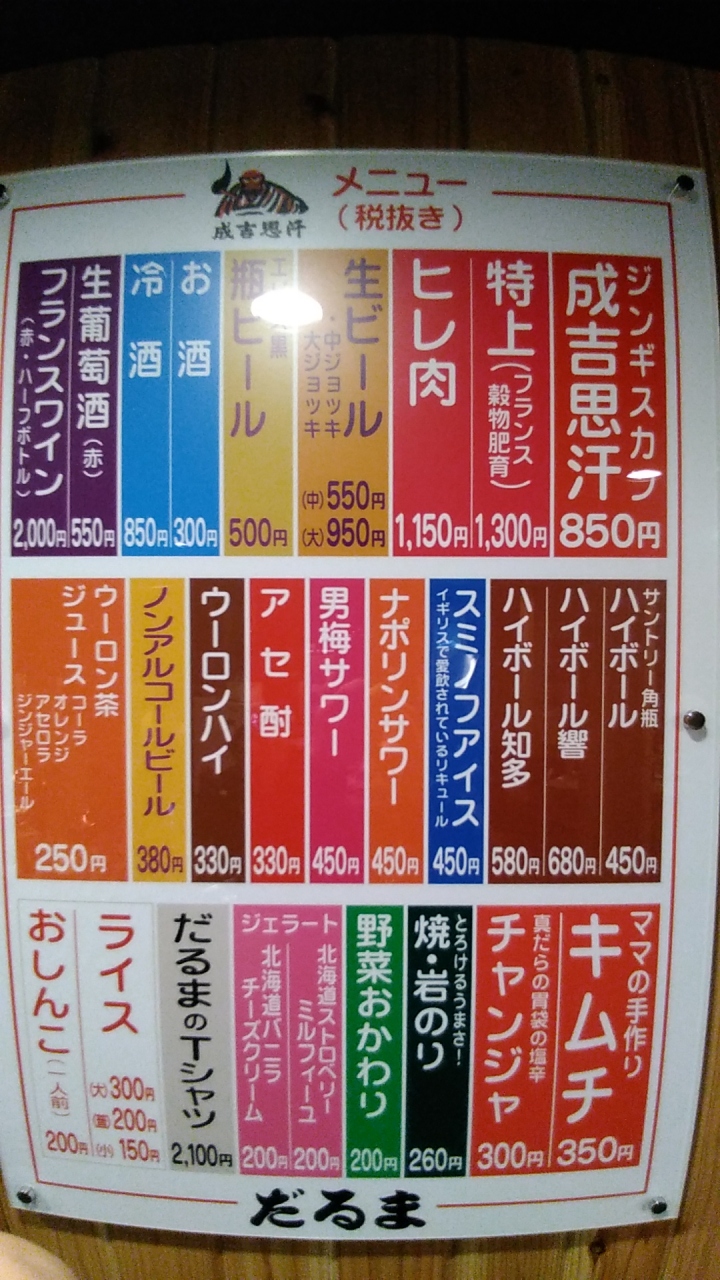 成吉思汗
メニュー
（税抜き）
ジンギスカン
成吉思汗
850円
特上
（フランス
穀物肥育）
1,300円
ヒレ肉
1,150円
生ビール
・中ジョッキ
・大ジョッキ
(中)550円
(大)950円
瓶ビール
500円
お酒
300円
冷酒
850円
生葡萄酒（赤）
550円
フランスワイン
（赤・ハーフボトル）
2,000円
サントリー角瓶
ハイボール
450円
ハイボール響
680円
ハイボール知多
580円
スミノフアイス
イギリスで愛飲されているリキュール
450円
ナポリンサワー
450円
男梅サワー
450円
アセ酎
330円
ウーロンハイ
330円
ノンアルコールビール
380円
ウーロン茶
ジュース
コーラ
オレンジ
アセロラ
ジンジャーエール
250円
ママの手作り
キムチ
350円
真だらの胃袋の塩辛
チャンジャ
300円
とろけるうまさ！
焼・岩のり
260円
野菜おかわり
200円
ジェラート
北海道ストロベリー
ミルフィーユ
200円
北海道バニラ
チーズクリーム
200円
だるまのTシャツ
2,100円
ライス
(大)300円
(普)200円
(小)150円
おしんこ（一人前）
200円
だるま